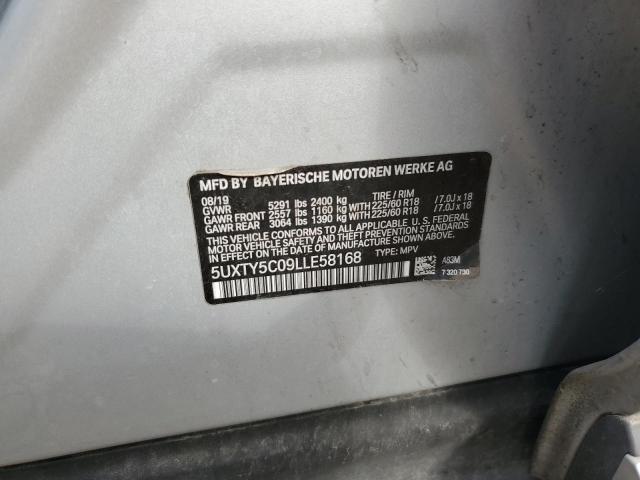 MFD BY BAYERISCHE MOTOREN WERKE AG
08/19 TIRE / RIM
GVWR 5291 lbs 2400 kg
GAWR FRONT 2557 lbs 1160 kg WITH 225/60 R18 /7.0J x 18
GAWR REAR 3064 lbs 1390 kg WITH 225/60 R18 /7.0J x 18
THIS VEHICLE CONFORMS TO ALL APPLICABLE U.S. FEDERAL
MOTOR VEHICLE SAFETY, BUMPER, AND THEFT PREVENTION
STANDARDS IN EFFECT ON THE DATE OF MANUFACTURE SHOWN ABOVE.
5UXTY5C09LLE58168 TYPE: MPV
A83M
7 320 730